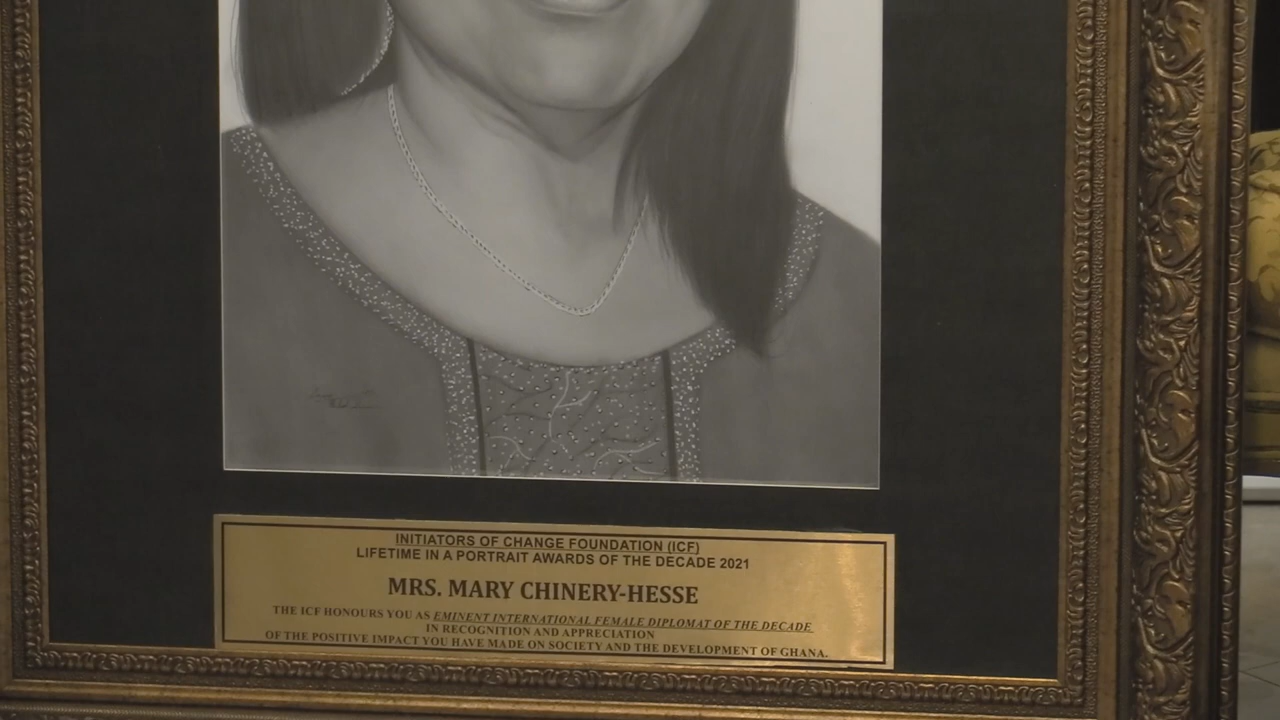 INITIATORS OF CHANGE FOUNDATION (ICF)
LIFETIME IN A PORTRAIT AWARDS OF THE DECADE 2021
MRS. MARY CHINERY-HESSE
THE ICF HONOURS YOU AS EMINENT INTERNATIONAL FEMALE DIPLOMAT OF THE DECADE
IN RECOGNITION AND APPRECIATION
OF THE POSITIVE IMPACT YOU HAVE MADE ON SOCIETY AND THE DEVELOPMENT OF GHANA.